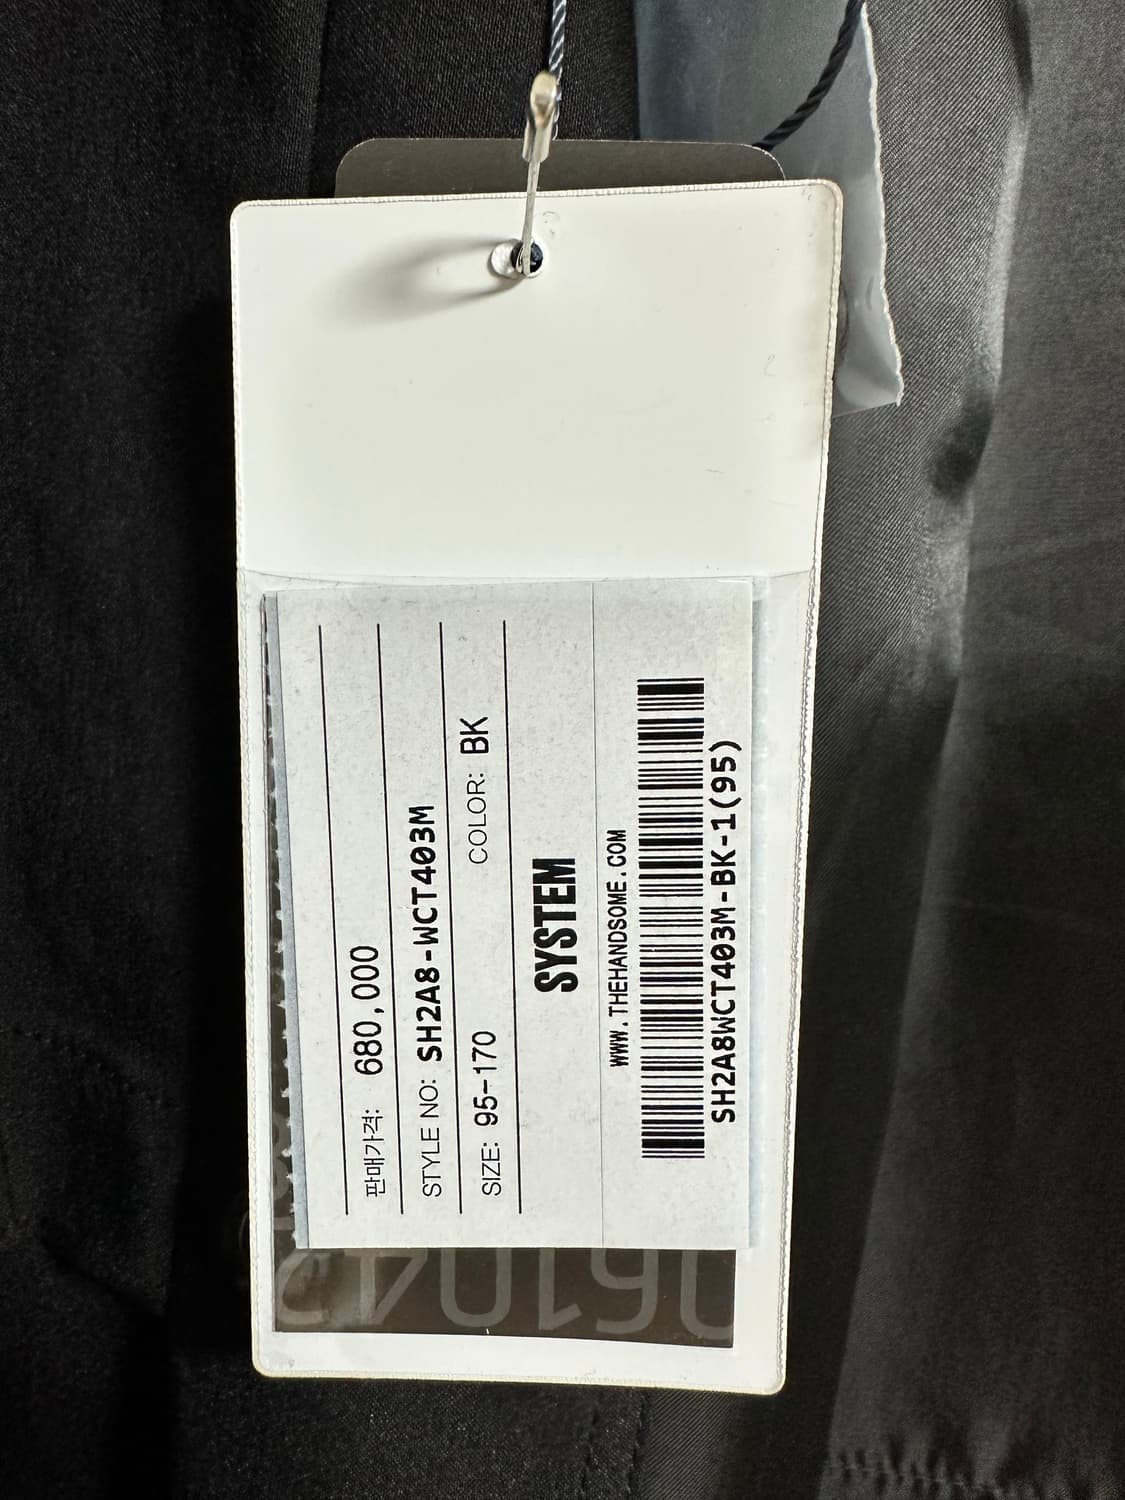 판매가격: 680,000
STYLE NO: SH2A8-WCT403M
SIZE: 95-170 COLOR: BK
SYSTEM
WWW.THEHANDSOME.COM
SH2A8WCT403M-BK-1(95)